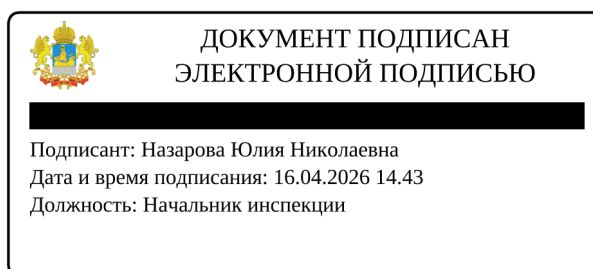 ДОКУМЕНТ ПОДПИСАН
ЭЛЕКТРОННОЙ ПОДПИСЬЮ
Подписант: Назарова Юлия Николаевна
Дата и время подписания: 16.04.2026 14.43
Должность: Начальник инспекции